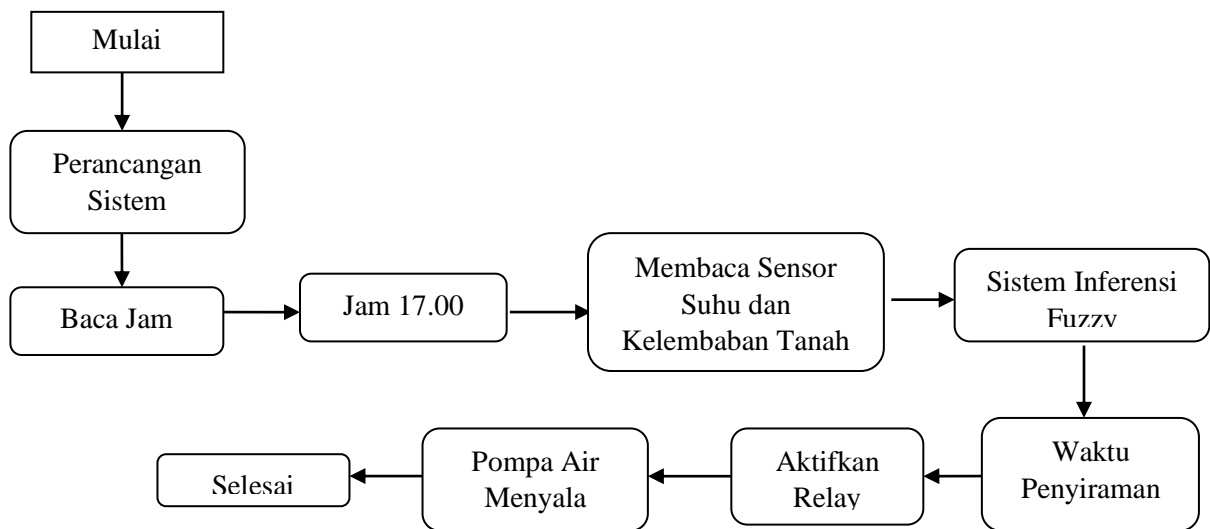 Mulai
Perancangan
Sistem
Baca Jam
Jam 17.00
Membaca Sensor
Suhu dan
Kelembaban Tanah
Sistem Inferensi
Fuzzy
Waktu
Penyiraman
Aktifkan
Relay
Pompa Air
Menyala
Selesai